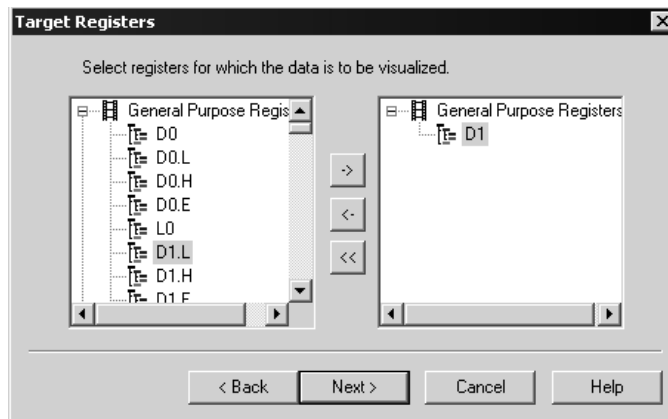 Target Registers
Select registers for which the data is to be visualized.
General Purpose Regis
D0
D0.L
D0.H
D0.E
L0
D1.L
D1.H
D1.E
General Purpose Registers
D1
->
<-
<<
< Back
Next >
Cancel
Help